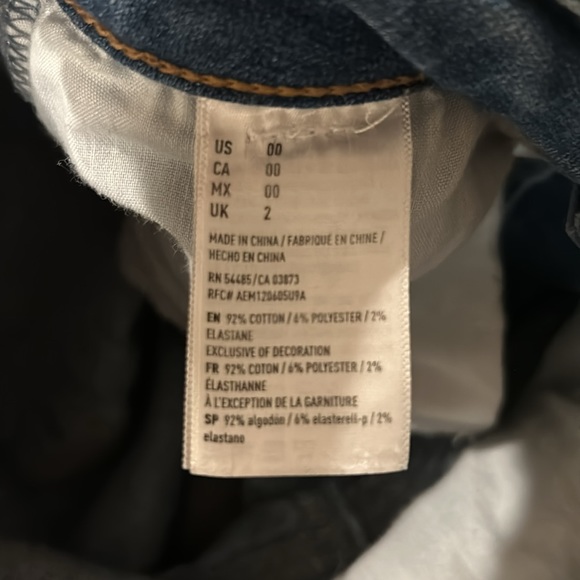 US 00
CA 00
MX 00
UK 2
MADE IN CHINA / FABRIQUÉ EN CHINE /
HECHO EN CHINA
RN 54485/CA 03873
RFC# AEM120605U9A
EN 92% COTTON / 6% POLYESTER / 2%
ELASTANE
EXCLUSIVE OF DECORATION
FR 92% COTON / 6% POLYESTER / 2%
ÉLASTHANNE
À L'EXCEPTION DE LA GARNITURE
SP 92% algodón / 6% elasterell-p / 2%
elastano